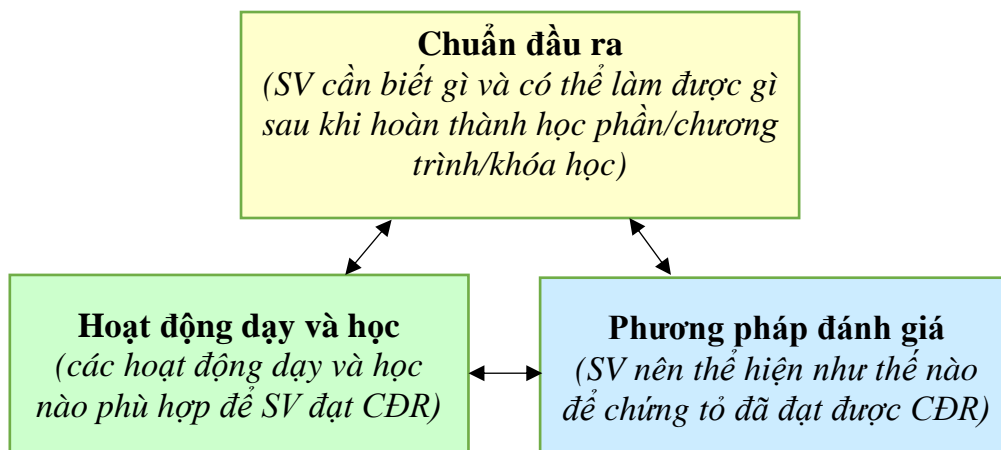 Chuẩn đầu ra
(SV cần biết gì và có thể làm được gì
sau khi hoàn thành học phần/chương
trình/khóa học)
Hoạt động dạy và học
(các hoạt động dạy và học
nào phù hợp để SV đạt CĐR)
Phương pháp đánh giá
(SV nên thể hiện như thế nào
để chứng tỏ đã đạt được CĐR)